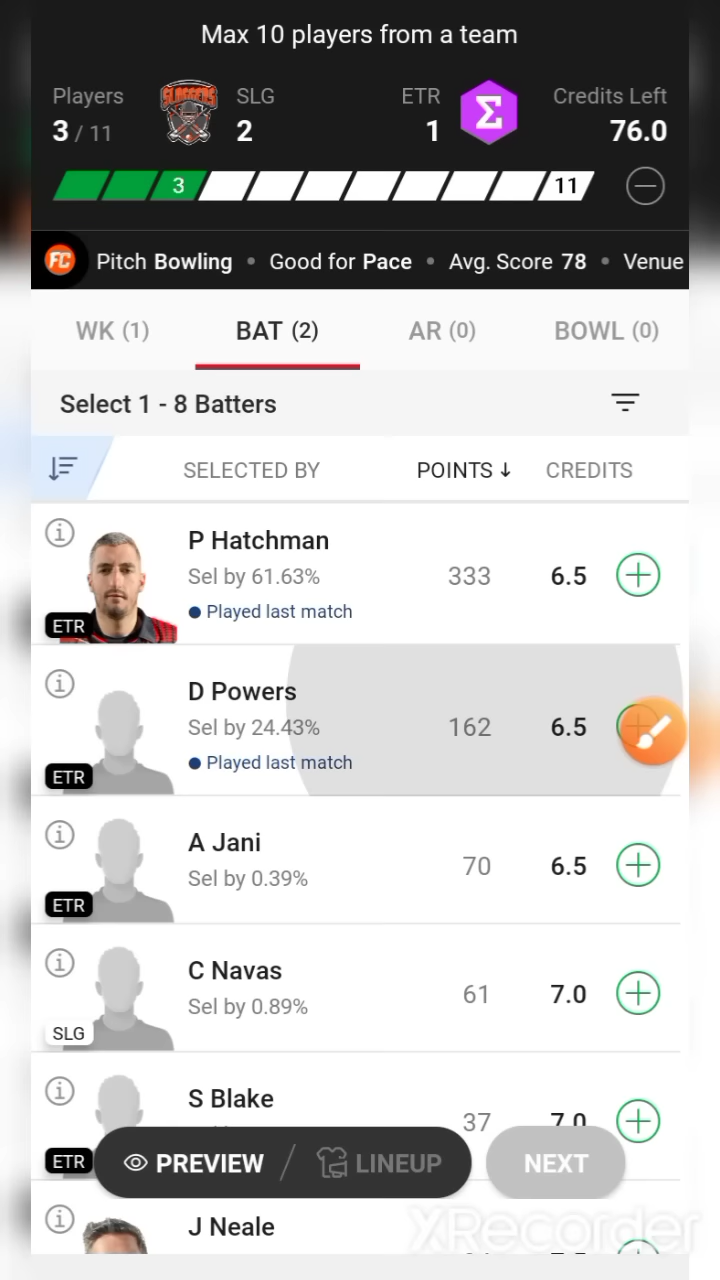 Max 10 players from a team
Players SLG ETR Credits Left
3 / 11 2 1 76.0
SLOGGERS
3 11
FC Pitch Bowling • Good for Pace • Avg. Score 78 • Venue
WK (1) BAT (2) AR (0) BOWL (0)
Select 1 - 8 Batters
SELECTED BY POINTS ↓ CREDITS
P Hatchman
Sel by 61.63% 333 6.5
Played last match
ETR
D Powers
Sel by 24.43% 162 6.5
Played last match
ETR
A Jani
Sel by 0.39% 70 6.5
ETR
C Navas
Sel by 0.89% 61 7.0
SLG
S Blake
37 7.0
ETR
PREVIEW / LINEUP NEXT
J Neale
XRecorder